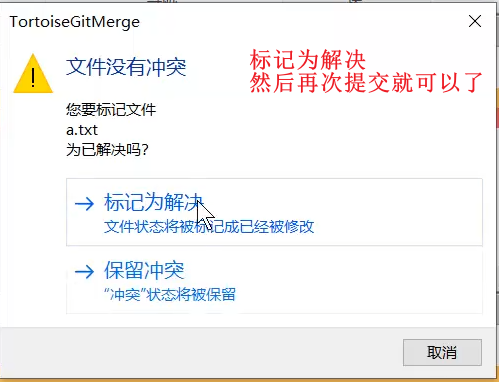 TortoiseGitMerge
文件没有冲突
标记为解决
然后再次提交就可以了
您要标记文件
a.txt
为已解决吗?
标记为解决
文件状态将被标记成已经被修改
保留冲突
“冲突”状态将被保留
取消